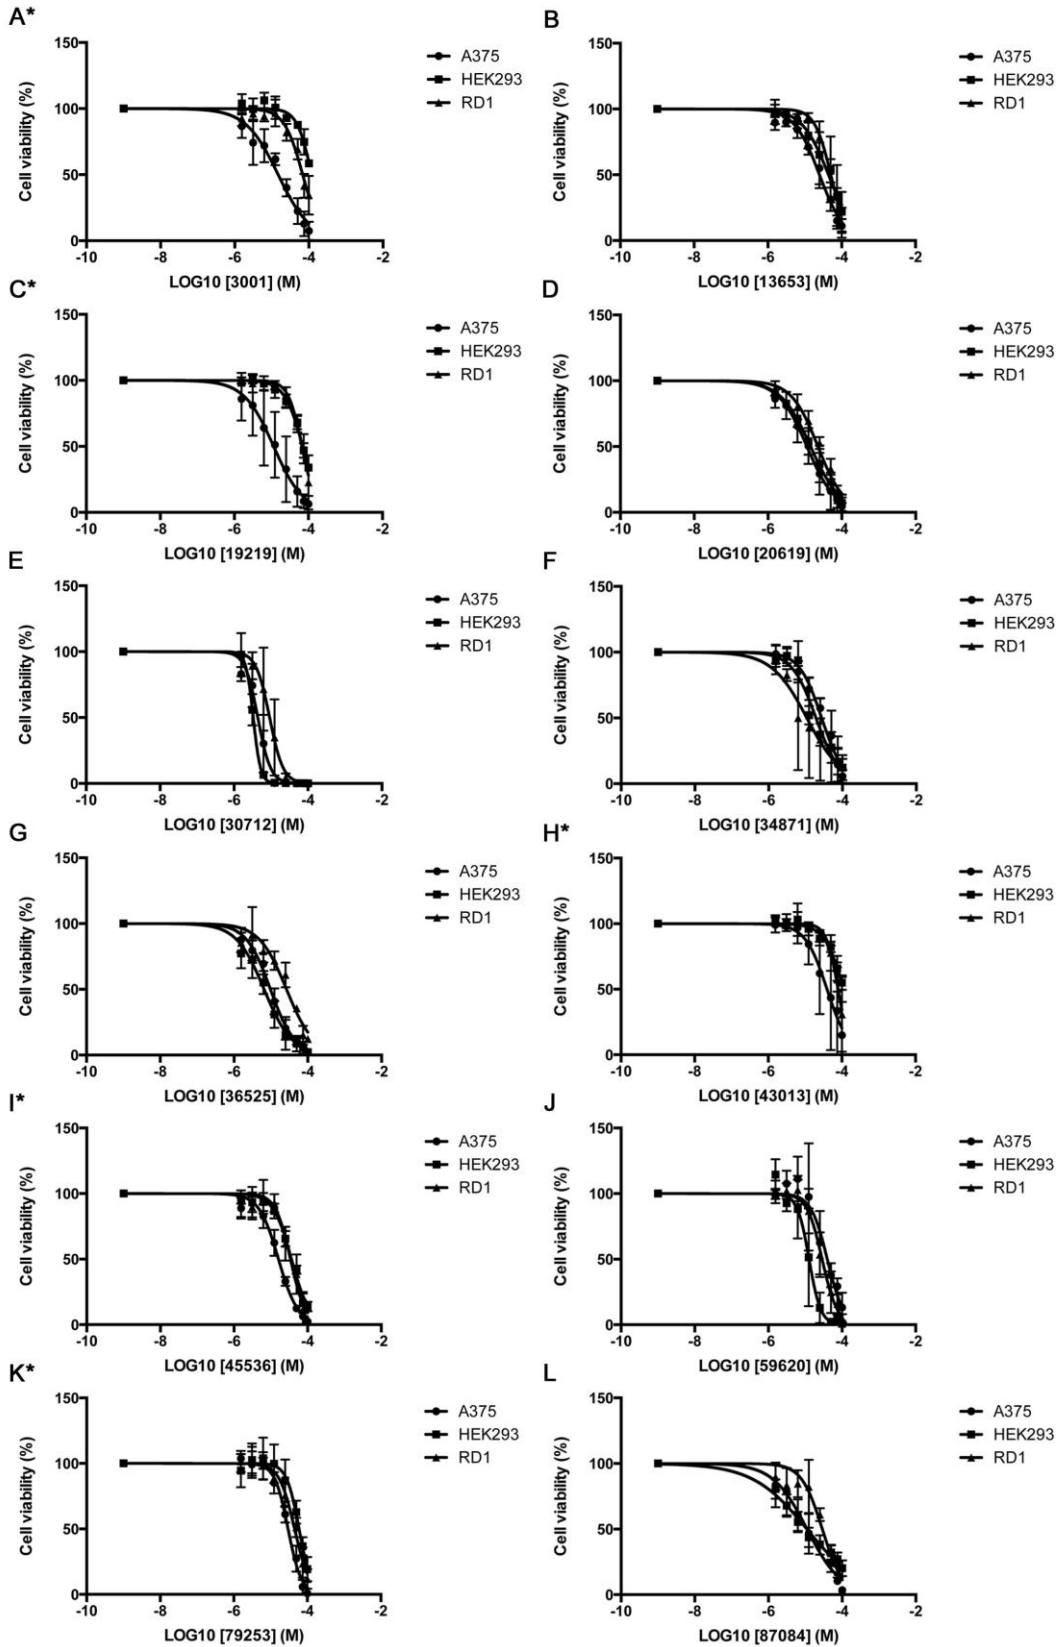 A*
150
100
50
0
Cell viability (%)
-10 -8 -6 -4 -2
LOG10 [3001] (M)
A375
HEK293
RD1
B
150
100
50
0
Cell viability (%)
-10 -8 -6 -4 -2
LOG10 [13653] (M)
A375
HEK293
RD1
C*
150
100
50
0
Cell viability (%)
-10 -8 -6 -4 -2
LOG10 [19219] (M)
A375
HEK293
RD1
D
150
100
50
0
Cell viability (%)
-10 -8 -6 -4 -2
LOG10 [20619] (M)
A375
HEK293
RD1
E
150
100
50
0
Cell viability (%)
-10 -8 -6 -4 -2
LOG10 [30712] (M)
A375
HEK293
RD1
F
150
100
50
0
Cell viability (%)
-10 -8 -6 -4 -2
LOG10 [34871] (M)
A375
HEK293
RD1
G
150
100
50
0
Cell viability (%)
-10 -8 -6 -4 -2
LOG10 [36525] (M)
A375
HEK293
RD1
H*
150
100
50
0
Cell viability (%)
-10 -8 -6 -4 -2
LOG10 [43013] (M)
A375
HEK293
RD1
I*
150
100
50
0
Cell viability (%)
-10 -8 -6 -4 -2
LOG10 [45536] (M)
A375
HEK293
RD1
J
150
100
50
0
Cell viability (%)
-10 -8 -6 -4 -2
LOG10 [59620] (M)
A375
HEK293
RD1
K*
150
100
50
0
Cell viability (%)
-10 -8 -6 -4 -2
LOG10 [79253] (M)
A375
HEK293
RD1
L
150
100
50
0
Cell viability (%)
-10 -8 -6 -4 -2
LOG10 [87084] (M)
A375
HEK293
RD1